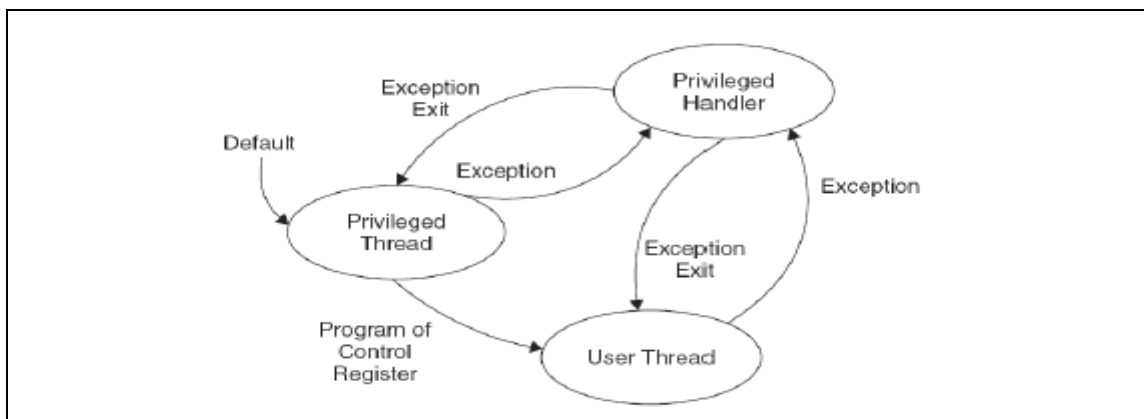 Privileged
Handler
Exception
Exit
Default
Exception
Exception
Privileged
Thread
Exception
Exit
Program of
Control
Register
User Thread